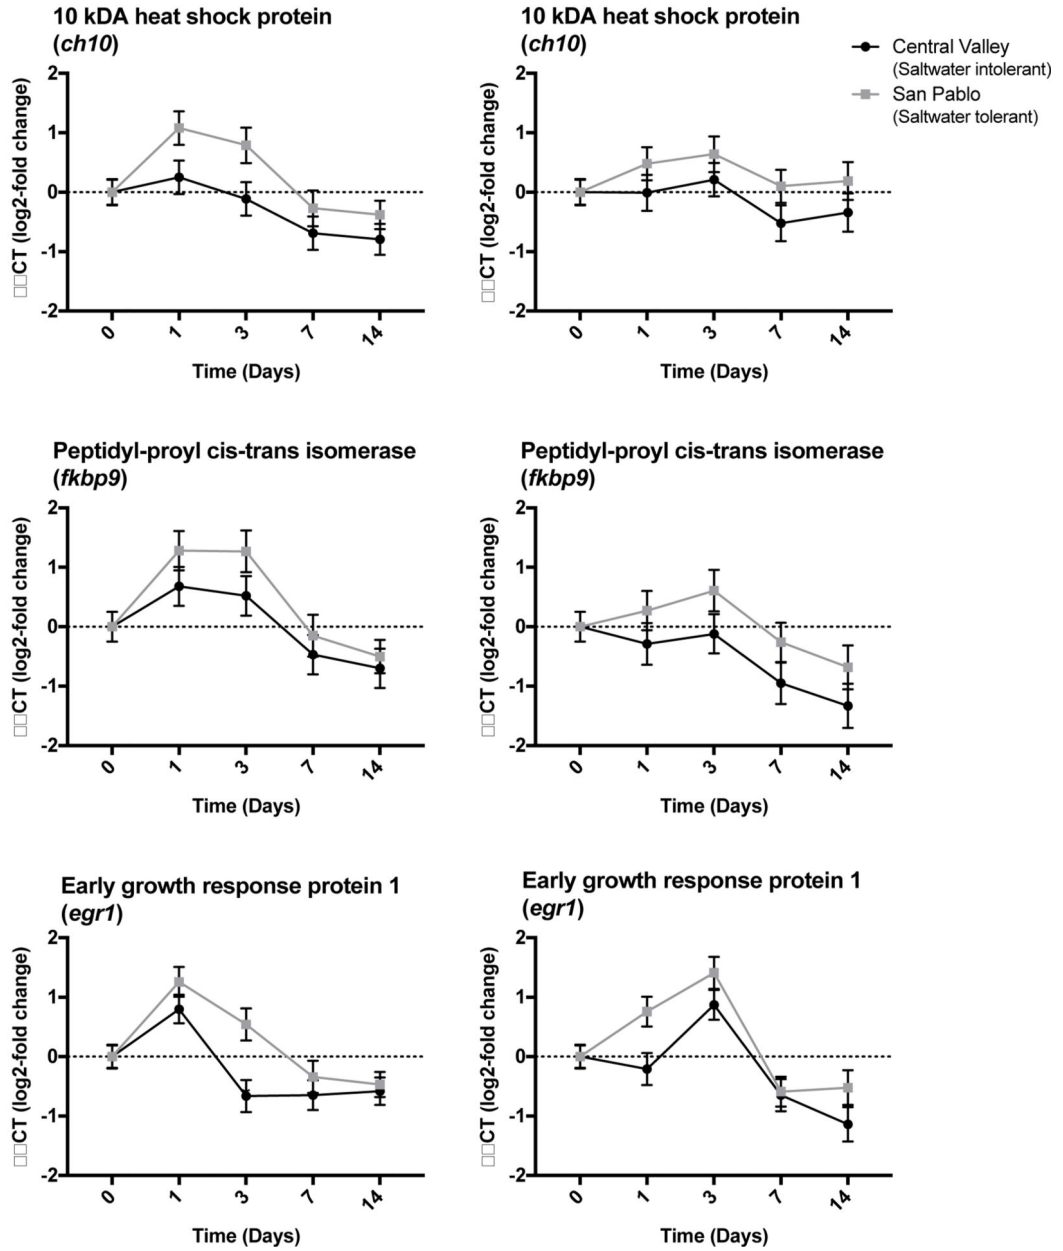 10 kDA heat shock protein
(ch10)
□□CT (log2-fold change)
2
1
0
-1
-2
0
1
3
7
14
Time (Days)
10 kDA heat shock protein
(ch10)
□□CT (log2-fold change)
2
1
0
-1
-2
0
1
3
7
14
Time (Days)
Central Valley
(Saltwater intolerant)
San Pablo
(Saltwater tolerant)
Peptidyl-proyl cis-trans isomerase
(fkbp9)
□□CT (log2-fold change)
2
1
0
-1
-2
0
1
3
7
14
Time (Days)
Peptidyl-proyl cis-trans isomerase
(fkbp9)
□□CT (log2-fold change)
2
1
0
-1
-2
0
1
3
7
14
Time (Days)
Early growth response protein 1
(egr1)
□□CT (log2-fold change)
2
1
0
-1
-2
0
1
3
7
14
Time (Days)
Early growth response protein 1
(egr1)
□□CT (log2-fold change)
2
1
0
-1
-2
0
1
3
7
14
Time (Days)